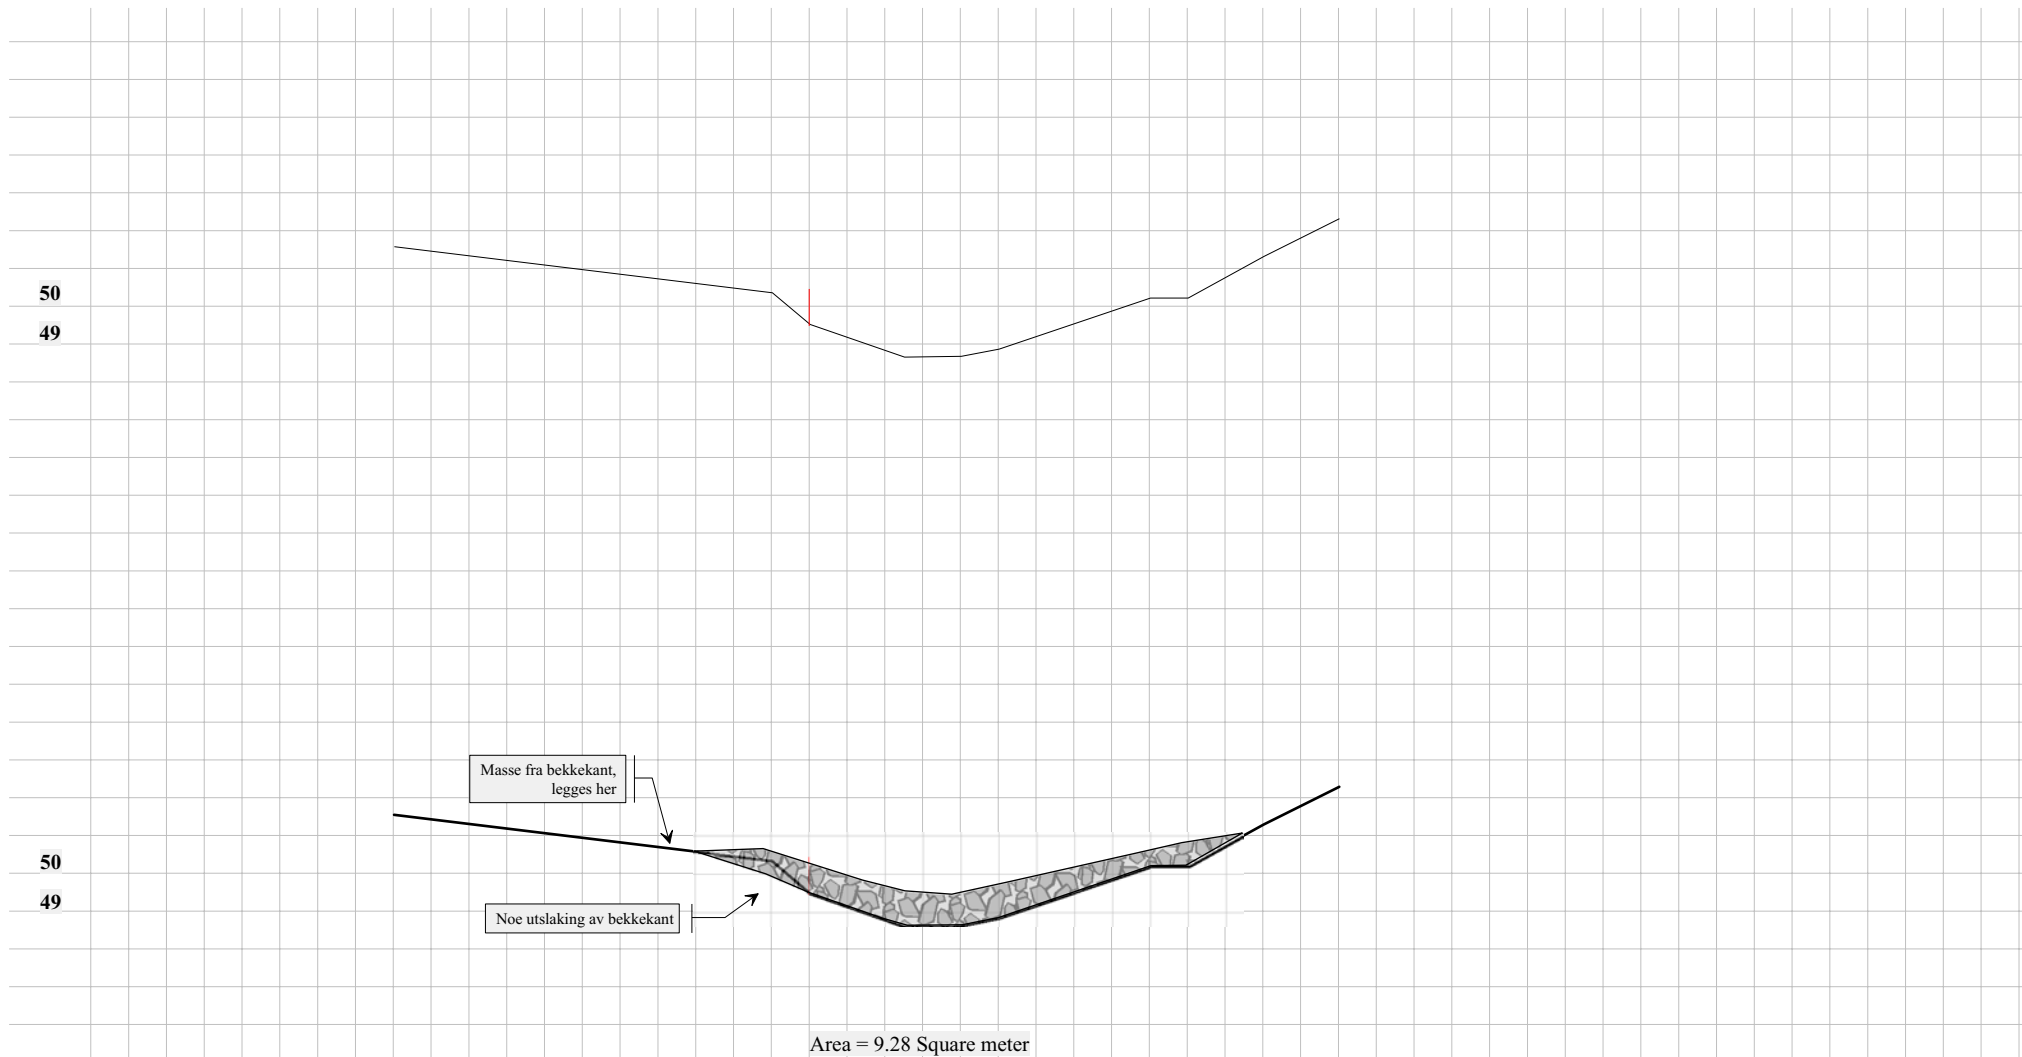 50
49
Masse fra bekkekant,
legges her
50
49
Noe utslaking av bekkekant
Area = 9.28 Square meter